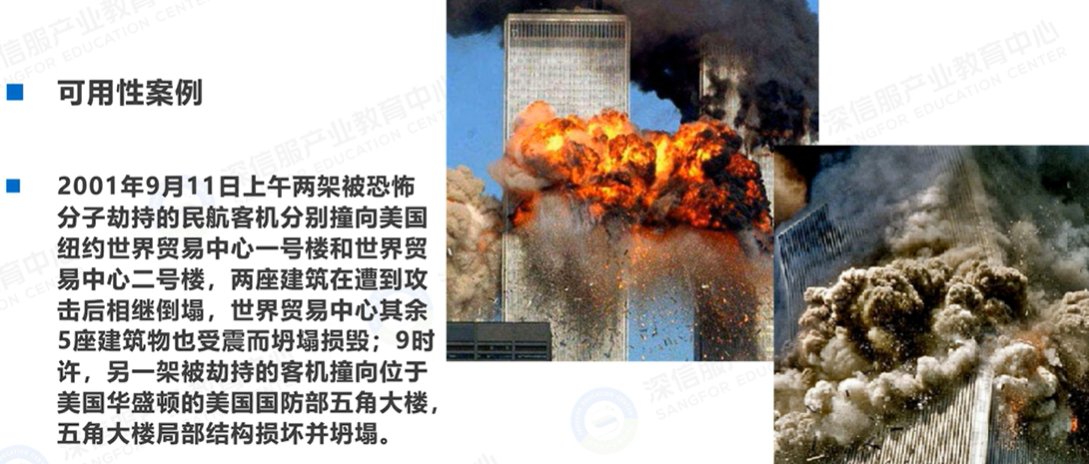 可用性案例
2001年9月11日上午两架被恐怖
分子劫持的民航客机分别撞向美国
纽约世界贸易中心一号楼和世界贸
易中心二号楼，两座建筑在遭到攻
击后相继倒塌，世界贸易中心其余
5座建筑物也受震而坍塌损毁；9时
许，另一架被劫持的客机撞向位于
美国华盛顿的美国国防部五角大楼，
五角大楼局部结构损坏并坍塌。
深信服产业教育中心
SANGFOR EDUCATION CENTER